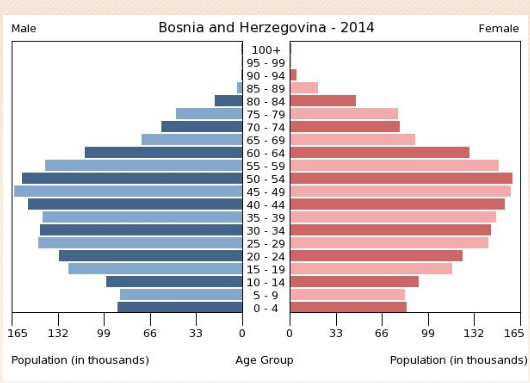 Male Bosnia and Herzegovina - 2014 Female
100+
95 - 99
90 - 94
85 - 89
80 - 84
75 - 79
70 - 74
65 - 69
60 - 64
55 - 59
50 - 54
45 - 49
40 - 44
35 - 39
30 - 34
25 - 29
20 - 24
15 - 19
10 - 14
5 - 9
0 - 4
165 132 99 66 33 0 0 33 66 99 132 165
Population (in thousands) Age Group Population (in thousands)